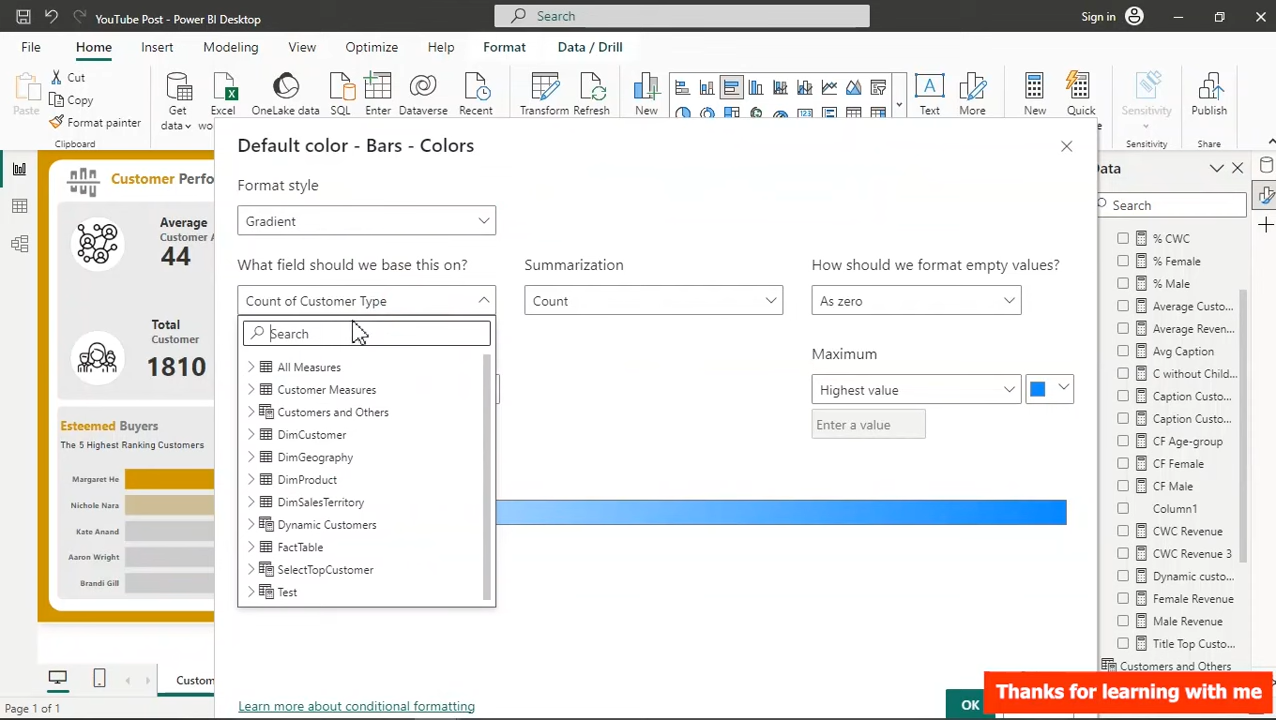 YouTube Post - Power BI Desktop
Search
Sign in
File
Home
Insert
Modeling
View
Optimize
Help
Format
Data / Drill
Paste
Cut
Copy
Format painter
Clipboard
Get
data
Excel
OneLake data
SQL
Enter
Dataverse
Recent
Transform
Refresh
New
Text
More
New
Quick
Sensitivity
Sensitivity
Publish
Share
Customer
Average
Customer A
44
Total
Customer
1810
Esteemed Buyers
The 5 Highest Ranking Customers
Margaret He
Nichole Nara
Kate Anand
Aaron Wright
Brandi Gill
Default color - Bars - Colors
Format style
Gradient
What field should we base this on?
Summarization
How should we format empty values?
Count of Customer Type
Count
As zero
Search
All Measures
Customer Measures
Customers and Others
DimCustomer
DimGeography
DimProduct
DimSalesTerritory
Dynamic Customers
FactTable
SelectTopCustomer
Test
Maximum
Highest value
Enter a value
Learn more about conditional formatting
OK
Data
Search
% CWC
% Female
% Male
Average Custo...
Average Reven...
Avg Captain
C without Child...
Caption Custo...
Caption Custo...
CF Age-group
CF Female
CF Male
Column1
CWC Revenue
CWC Revenue 3
Dynamic custo...
Female Revenue
Male Revenue
Title Top Custo...
Customers and Others
Page 1 of 1
Custom
Thanks for learning with me